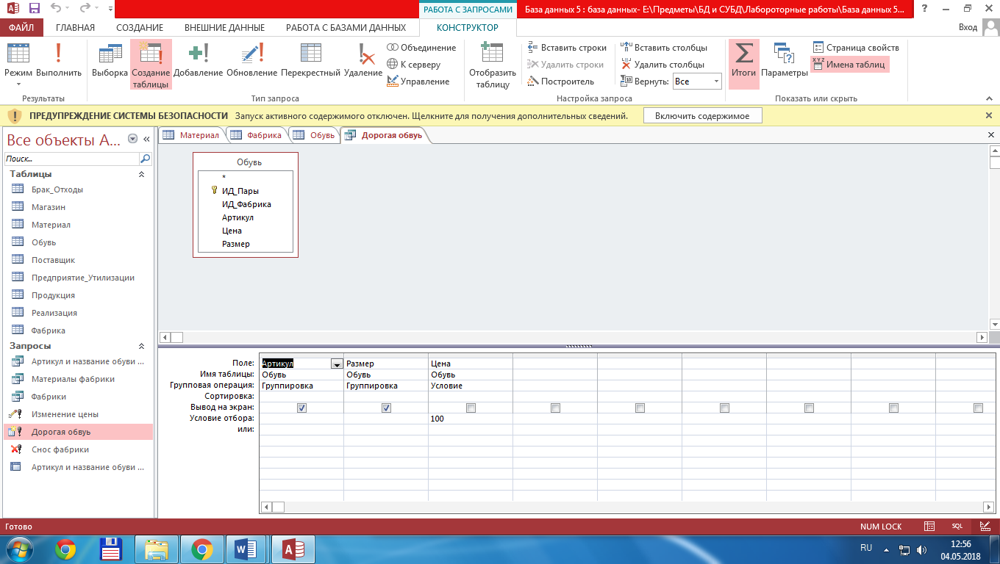 РАБОТА С ЗАПРОСАМИ
База данных 5 : база данных- E:\Предметы\БД и СУБД\Лабороторные работы\База данных 5...
?
ФАЙЛ ГЛАВНАЯ СОЗДАНИЕ ВНЕШНИЕ ДАННЫЕ РАБОТА С БАЗАМИ ДАННЫХ КОНСТРУКТОР Вход
Режим
Выполнить
Результаты
Выборка
Создание
таблицы
Добавление
Обновление
Перекрестный
Удаление
Объединение
К серверу
Управление
Тип запроса
Отобразить
таблицу
Вставить строки
Удалить строки
Построитель
Вставить столбцы
Удалить столбцы
Вернуть: Все
Настройка запроса
Итоги
Параметры
Страница свойств
Имена таблиц
Показать или скрыть
ПРЕДУПРЕЖДЕНИЕ СИСТЕМЫ БЕЗОПАСНОСТИ Запуск активного содержимого отключен. Щелкните для получения дополнительных сведений. Включить содержимое
Все объекты A...
Поиск...
Таблицы
Брак_Отходы
Магазин
Материал
Обувь
Поставщик
Предприятие_Утилизации
Продукция
Реализация
Фабрика
Запросы
Артикул и название обуви ...
Материалы фабрики
Фабрики
Изменение цены
Дорогая обвуь
Снос фабрики
Артикул и название обуви ...
Материал Фабрика Обувь Дорогая обвуь
Обувь
*
ИД_Пары
ИД_Фабрика
Артикул
Цена
Размер
Поле: Артикул Размер Цена
Имя таблицы: Обувь Обувь Обувь
Групповая операция: Группировка Группировка Условие
Сортировка:
Вывод на экран:
Условие отбора: 100
или:
Готово NUM LOCK SQL
RU 12:56
04.05.2018